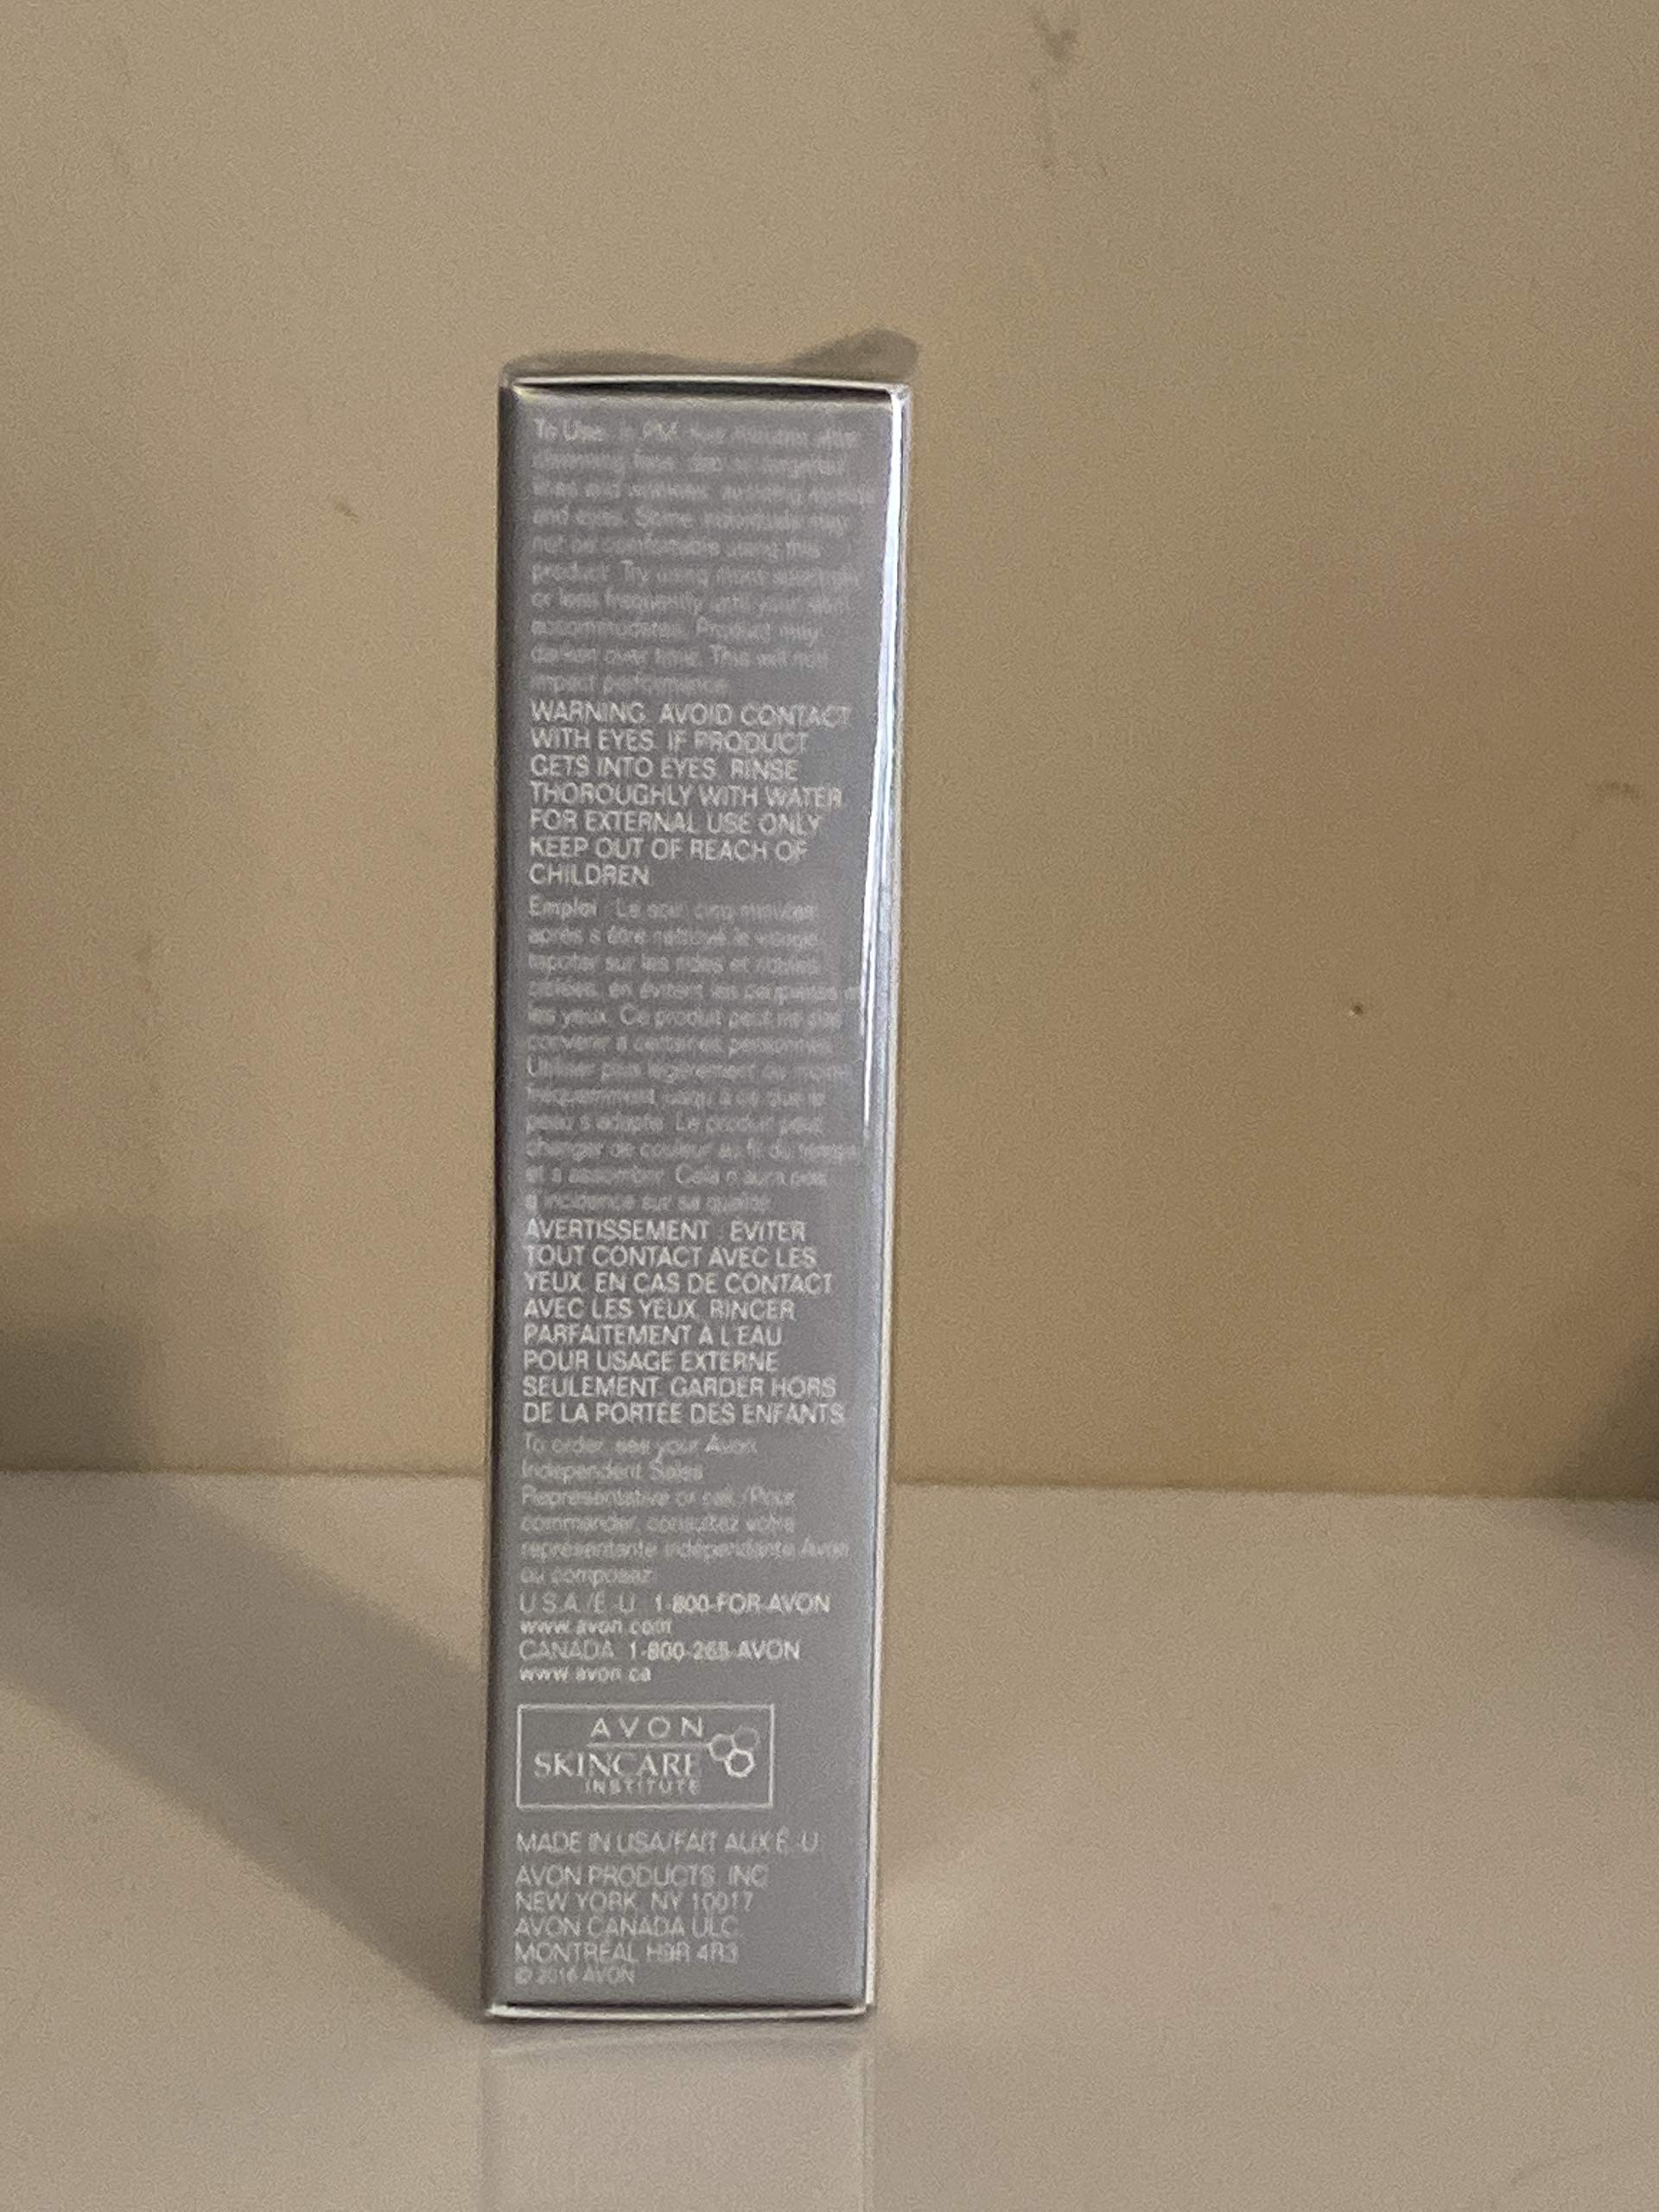 To Use: In PM, five minutes after
cleansing face, dab on targeted
lines and wrinkles, avoiding eyelids
and eyes. Some individuals may
not be comfortable using this
product. Try using more sparingly
or less frequently until your skin
accommodates. Product may
darken over time. This will not
impact performance.
WARNING: AVOID CONTACT
WITH EYES. IF PRODUCT
GETS INTO EYES, RINSE
THOROUGHLY WITH WATER.
FOR EXTERNAL USE ONLY.
KEEP OUT OF REACH OF
CHILDREN.
Emploi : Le soir, cinq minutes
après s'être nettoyé le visage,
tapoter sur les rides et ridules
ciblées, en évitant les paupières et
les yeux. Ce produit peut ne pas
convenir à certaines personnes.
Utiliser plus légèrement ou moins
fréquemment jusqu'à ce que la
peau s'adapte. Le produit peut
changer de couleur au fil du temps
et s'assombrir. Cela n'aura pas
d'incidence sur sa qualité.
AVERTISSEMENT : ÉVITER
TOUT CONTACT AVEC LES
YEUX. EN CAS DE CONTACT
AVEC LES YEUX, RINCER
PARFAITEMENT À L'EAU.
POUR USAGE EXTERNE
SEULEMENT. GARDER HORS
DE LA PORTÉE DES ENFANTS.
To order, see your Avon
Independent Sales
Representative or call:/Pour
commander, consultez votre
représentante indépendante Avon
ou composez:
U.S.A./É.-U. 1-800-FOR-AVON
www.avon.com
CANADA: 1-800-265-AVON
www.avon.ca
AVON
SKINCARE
INSTITUTE
MADE IN USA/FAIT AUX É.-U.
AVON PRODUCTS, INC.
NEW YORK, NY 10017
AVON CANADA ULC
MONTRÉAL H9R 4R3
© 2016 AVON